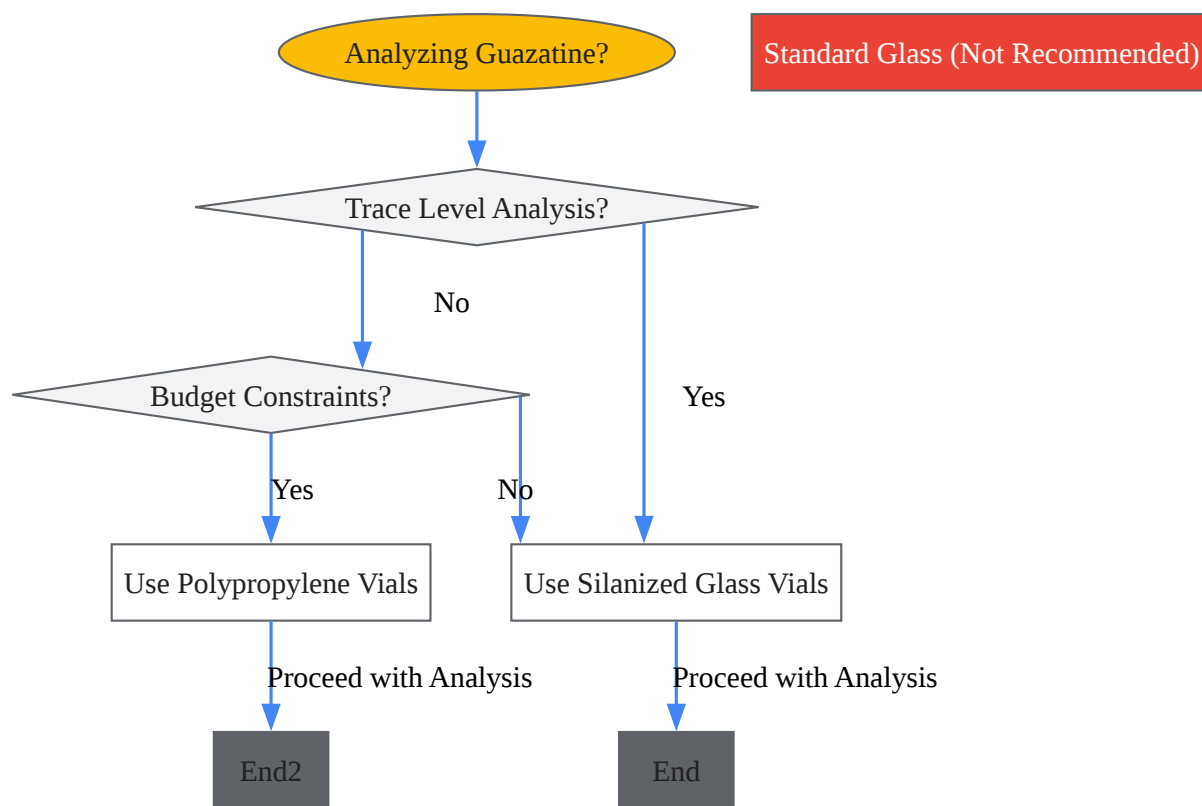 Analyzing Guazatine?
Standard Glass (Not Recommended)
Trace Level Analysis?
No
Budget Constraints?
Yes
Yes
No
Use Polypropylene Vials
Use Silanized Glass Vials
Proceed with Analysis
Proceed with Analysis
End2
End